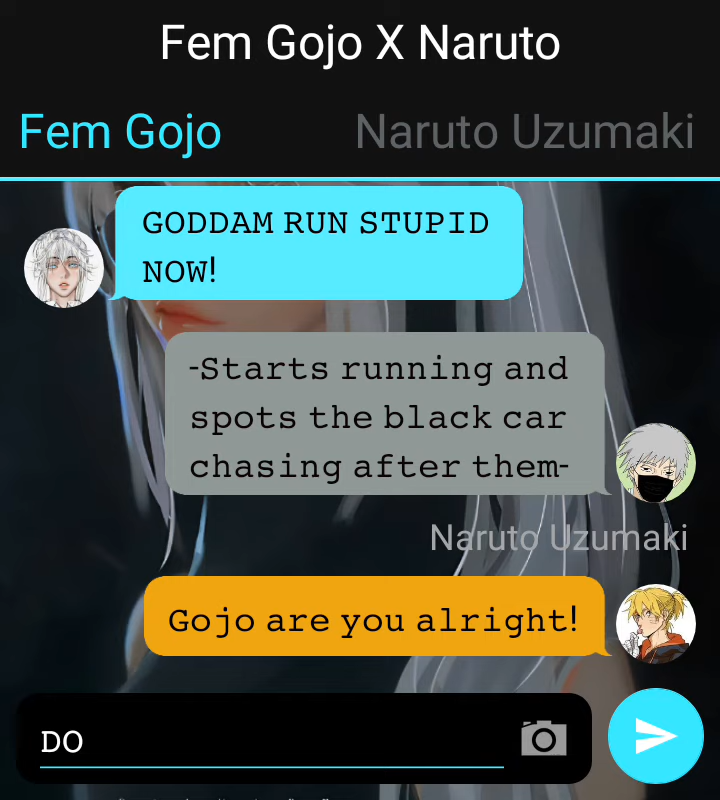 Fem Gojo X Naruto
Fem Gojo
Naruto Uzumaki
GODDAM RUN STUPID
NOW!
-Starts running and
spots the black car
chasing after them-
Naruto Uzumaki
Gojo are you alright!
DO